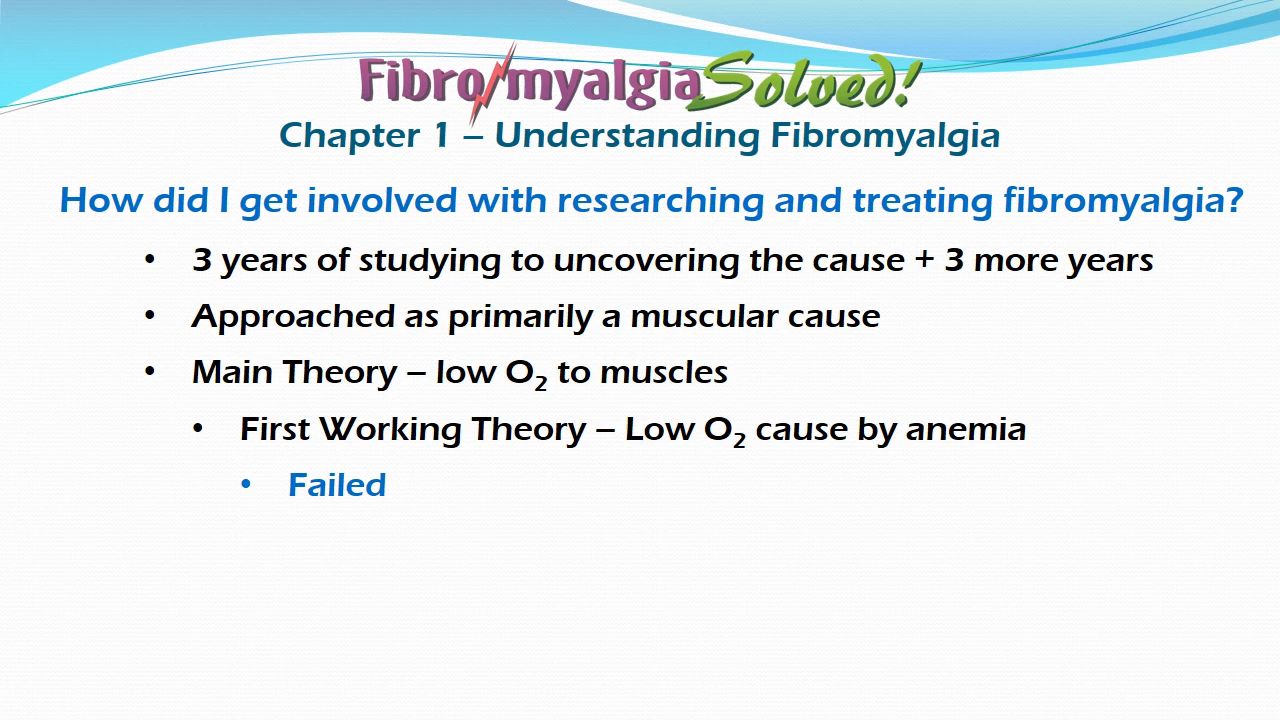 Fibromyalgia Solved!
Chapter 1 – Understanding Fibromyalgia
How did I get involved with researching and treating fibromyalgia?
• 3 years of studying to uncovering the cause + 3 more years
• Approached as primarily a muscular cause
• Main Theory – low O₂ to muscles
• First Working Theory – Low O₂ cause by anemia
• Failed